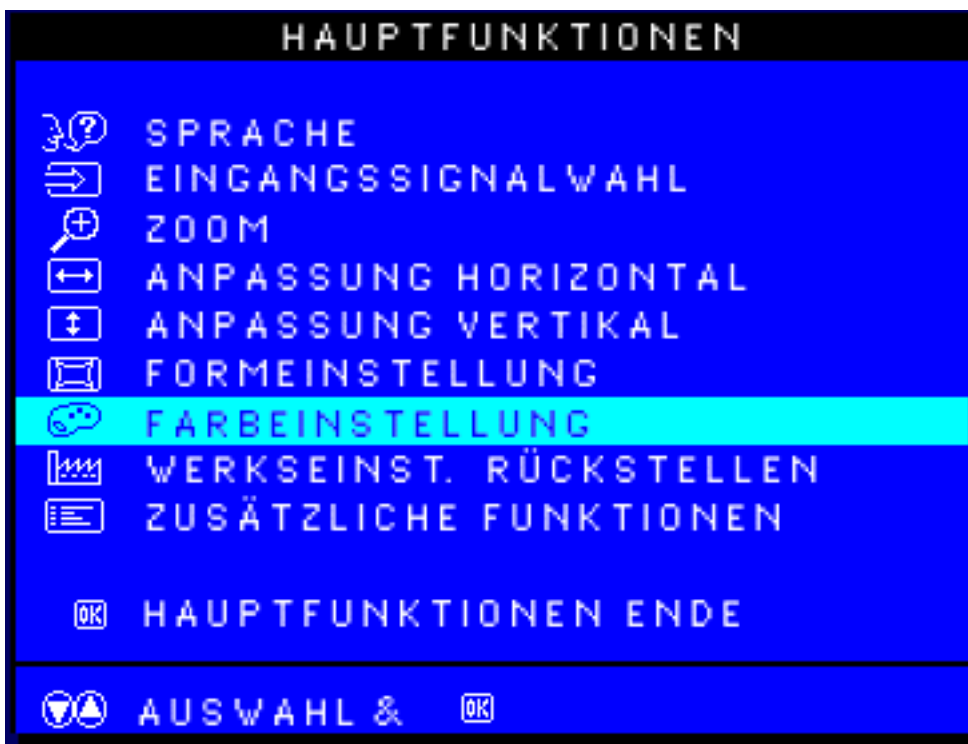 HAUPTFUNKTIONEN
SPRACHE
EINGANGSSIGNALWAHL
ZOOM
ANPASSUNG HORIZONTAL
ANPASSUNG VERTIKAL
FORMEINSTELLUNG
FARBEINSTELLUNG
WERKSEINST. RÜCKSTELLEN
ZUSÄTZLICHE FUNKTIONEN
OK HAUPTFUNKTIONEN ENDE
AUSWAHL & OK